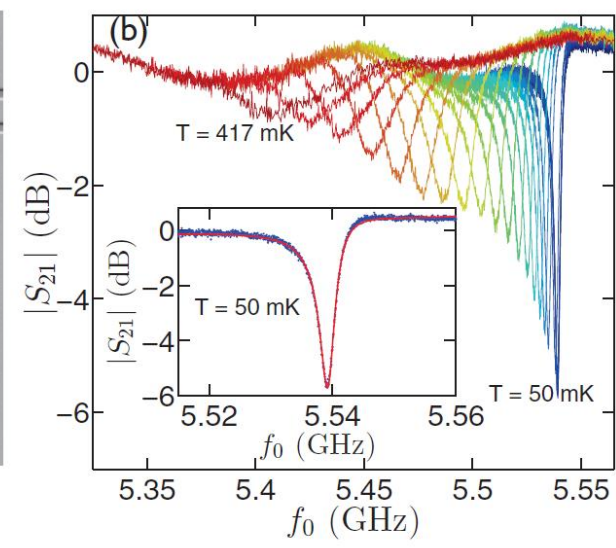 (b)
0
−2
−4
−6
|S21| (dB)
T = 417 mK
0
−2
−4
−6
|S21| (dB)
T = 50 mK
5.52 5.54 5.56
f0 (GHz)
T = 50 mK
5.35 5.4 5.45 5.5 5.55
f0 (GHz)